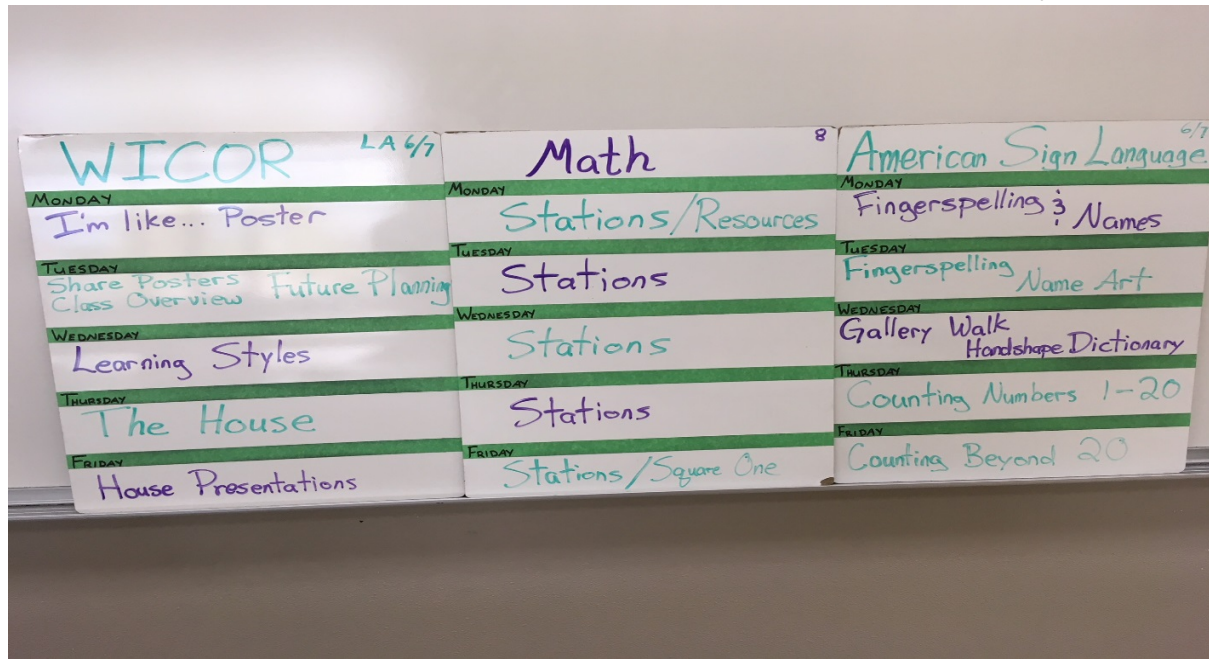 WICOR LA 6/7
MONDAY
I'm like... Poster
TUESDAY
Share Posters Future Planning
Class Overview
WEDNESDAY
Learning Styles
THURSDAY
The House
FRIDAY
House Presentations
Math 8
MONDAY
Stations/Resources
TUESDAY
Stations
WEDNESDAY
Stations
THURSDAY
Stations
FRIDAY
Stations/Square One
6/7
American Sign Language
MONDAY
Fingerspelling &
Names
TUESDAY
Fingerspelling
Name Art
WEDNESDAY
Gallery Walk
Handshape Dictionary
THURSDAY
Counting Numbers 1-20
FRIDAY
Counting Beyond 20